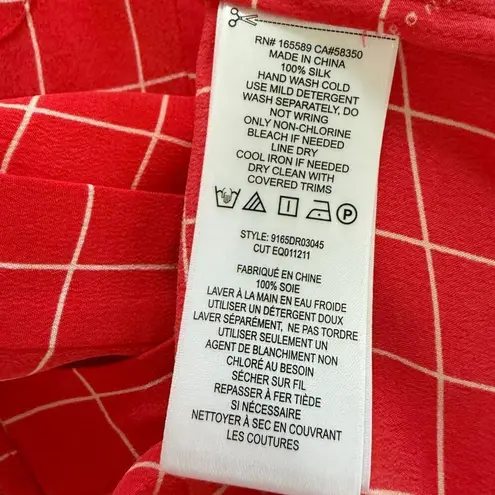 RN# 165589 CA#58350
MADE IN CHINA
100% SILK
HAND WASH COLD
USE MILD DETERGENT
WASH SEPARATELY, DO
NOT WRING
ONLY NON-CHLORINE
BLEACH IF NEEDED
LINE DRY
COOL IRON IF NEEDED
DRY CLEAN WITH
COVERED TRIMS
P
STYLE: 9165DR03045
CUT EQ011211
FABRIQUÉ EN CHINE
100% SOIE
LAVER À LA MAIN EN EAU FROIDE
UTILISER UN DÉTERGENT DOUX
LAVER SÉPARÉMENT, NE PAS TORDRE.
UTILISER SEULEMENT UN
AGENT DE BLANCHIMENT NON
CHLORÉ AU BESOIN
SÉCHER SUR FIL
REPASSER À FER TIÈDE
SI NÉCESSAIRE
NETTOYER À SEC EN COUVRANT
LES COUTURES